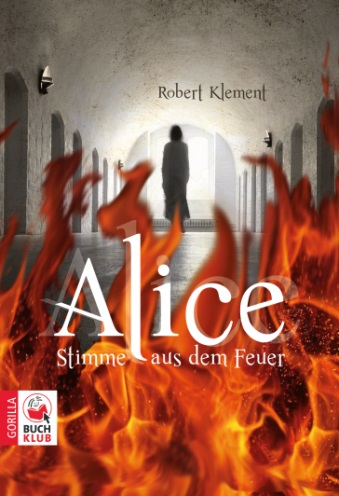 Robert Klement
Alice
Stimme aus dem Feuer
GORILLA
BUCH
KLUB